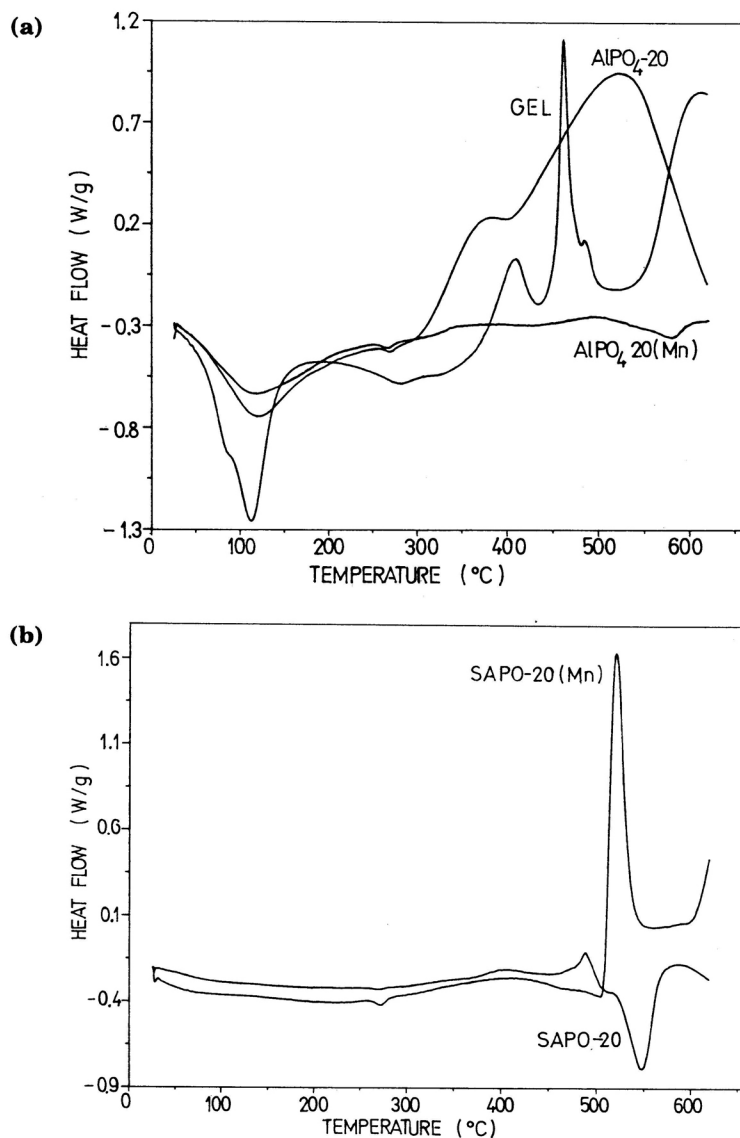 (a)
1.2
0.7
0.2
-0.3
-0.8
-1.3
HEAT FLOW (W/g)
AlPO4-20
GEL
AlPO4 20(Mn)
0 100 200 300 400 500 600
TEMPERATURE (°C)
(b)
1.6
1.1
0.6
0.1
-0.4
-0.9
HEAT FLOW (W/g)
SAPO-20(Mn)
SAPO-20
0 100 200 300 400 500 600
TEMPERATURE (°C)